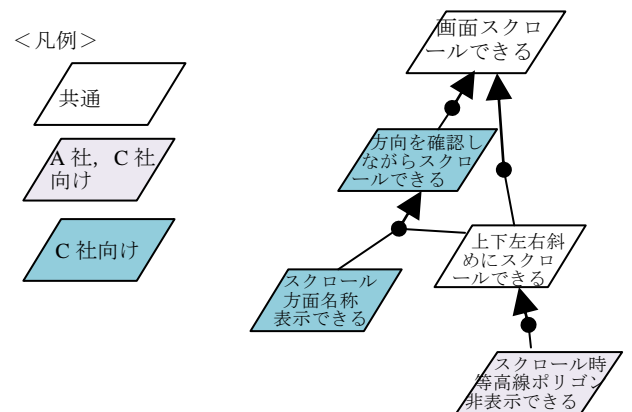 ＜凡例＞
共通
A 社，C 社
向け
C 社向け
画面スクロ
ールできる
方向を確認し
ながらスクロ
ールできる
上下左右斜
めにスクロ
ールできる
スクロール
方面名称
表示できる
スクロール時
等高線ポリゴン
非表示できる